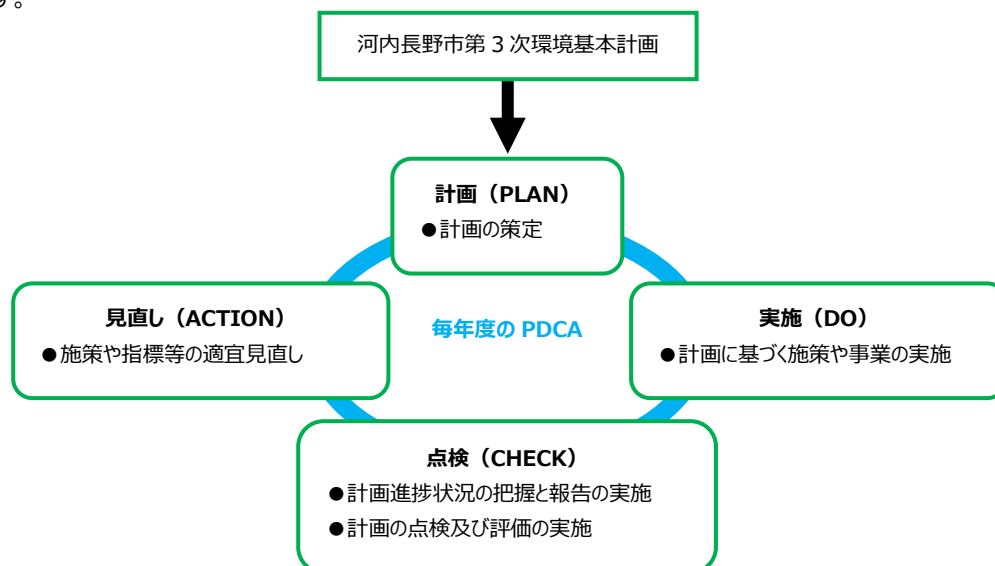 す。
河内長野市第3次環境基本計画
計画（PLAN）
●計画の策定
見直し（ACTION）
●施策や指標等の適宜見直し
毎年度の PDCA
実施（DO）
●計画に基づく施策や事業の実施
点検（CHECK）
●計画進捗状況の把握と報告の実施
●計画の点検及び評価の実施